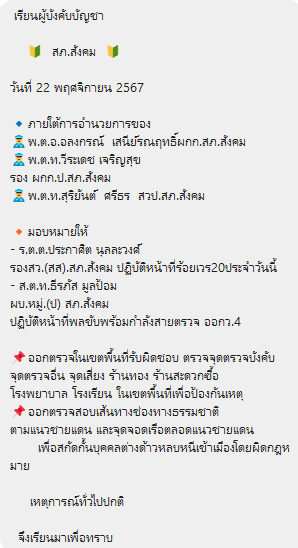 เรียนผู้บังคับบัญชา
🔰 สภ.สังคม 🔰
วันที่ 22 พฤศจิกายน 2567
🔹ภายใต้การอำนวยการของ
👮พ.ต.อ.อลงกรณ์ เสนีย์รณฤทธิ์ผกก.สภ.สังคม
👮พ.ต.ท.วีระเดช เจริญสุข
รอง ผกก.ป.สภ.สังคม
👮พ.ต.ท.สุริยันต์ ศรีธร สวป.สภ.สังคม
🔸มอบหมายให้
- ร.ต.ต.ประกาศิต นุลละวงศ์
รองสว.(สส).สภ.สังคม ปฏิบัติหน้าที่ร้อยเวร20ประจำวันนี้
- ส.ต.ท.ธีรภัส มูลป้อม
ผบ.หมู่.(ป) สภ.สังคม
ปฏิบัติหน้าที่พลขับพร้อมกำลังสายตรวจ ออกว.4
📌ออกตรวจในเขตพื้นที่รับผิดชอบ ตรวจจุดตรวจบังคับ
จุดตรวจอื่น จุดเสี่ยง ร้านทอง ร้านสะดวกซื้อ
โรงพยาบาล โรงเรียน ในเขตพื้นที่เพื่อป้องกันเหตุ
📌ออกตรวจสอบเส้นทางช่องทางธรรมชาติ
ตามแนวชายแดน และจุดจอดเรือตลอดแนวชายแดน
เพื่อสกัดกั้นบุคคลต่างด้าวหลบหนีเข้าเมืองโดยผิดกฎห
มาย
เหตุการณ์ทั่วไปปกติ
จึงเรียนมาเพื่อทราบ